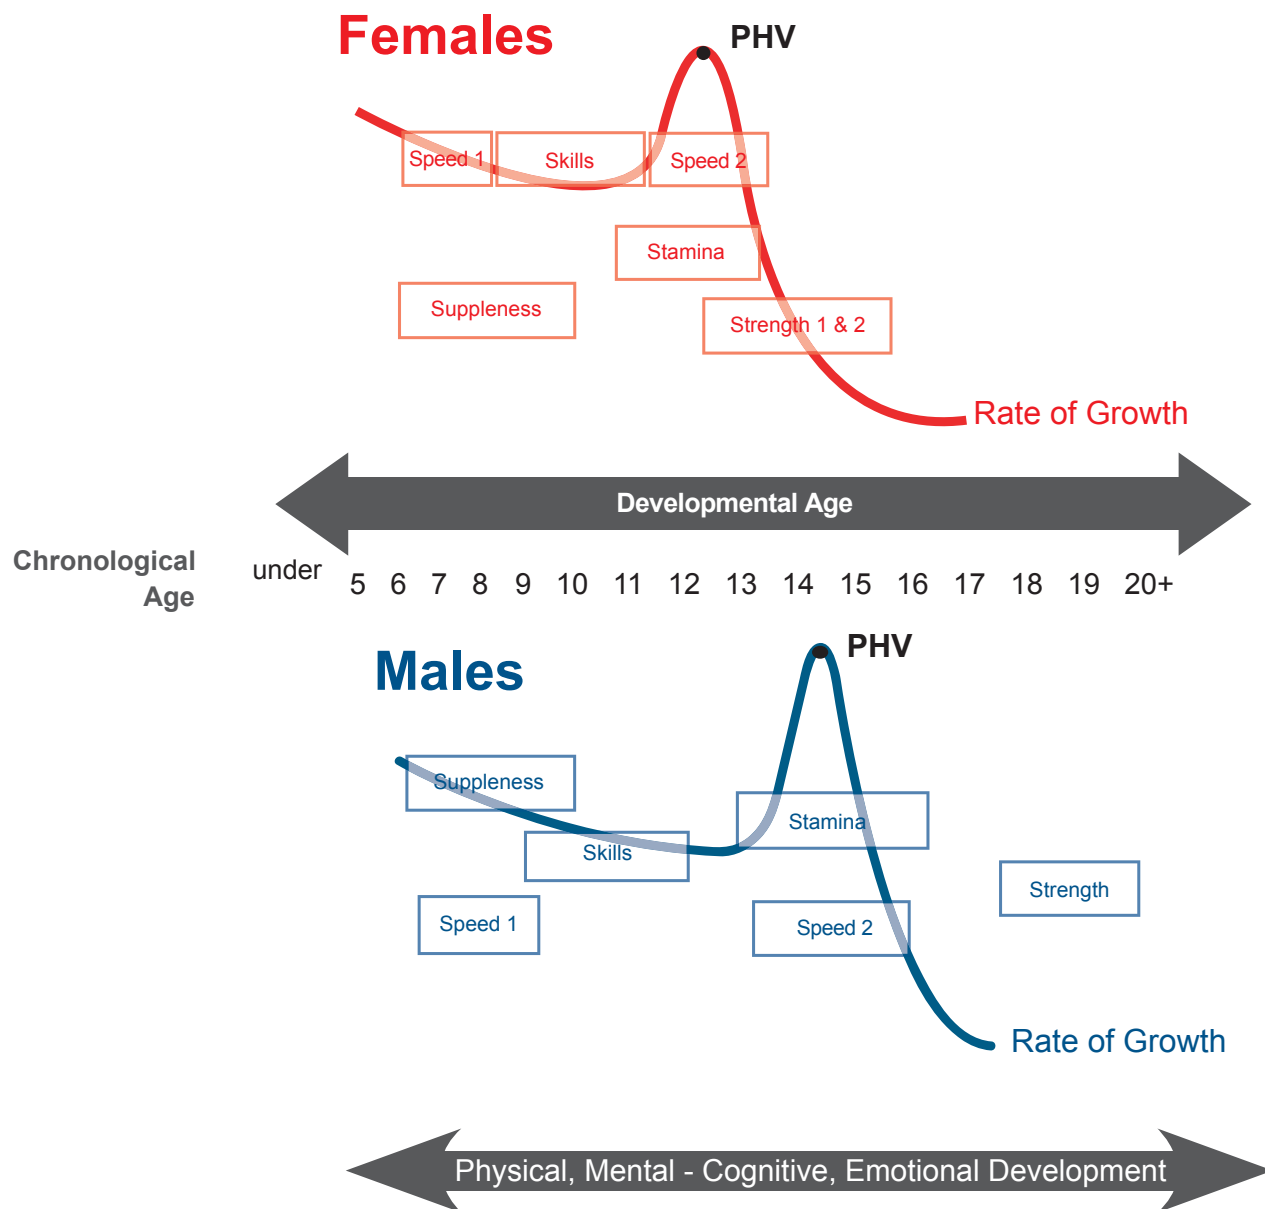 Females
PHV
Speed 1
Skills
Speed 2
Stamina
Suppleness
Strength 1 & 2
Rate of Growth
Developmental Age
Chronological
Age
under 5 6 7 8 9 10 11 12 13 14 15 16 17 18 19 20+
PHV
Males
Suppleness
Stamina
Skills
Strength
Speed 1
Speed 2
Rate of Growth
Physical, Mental - Cognitive, Emotional Development